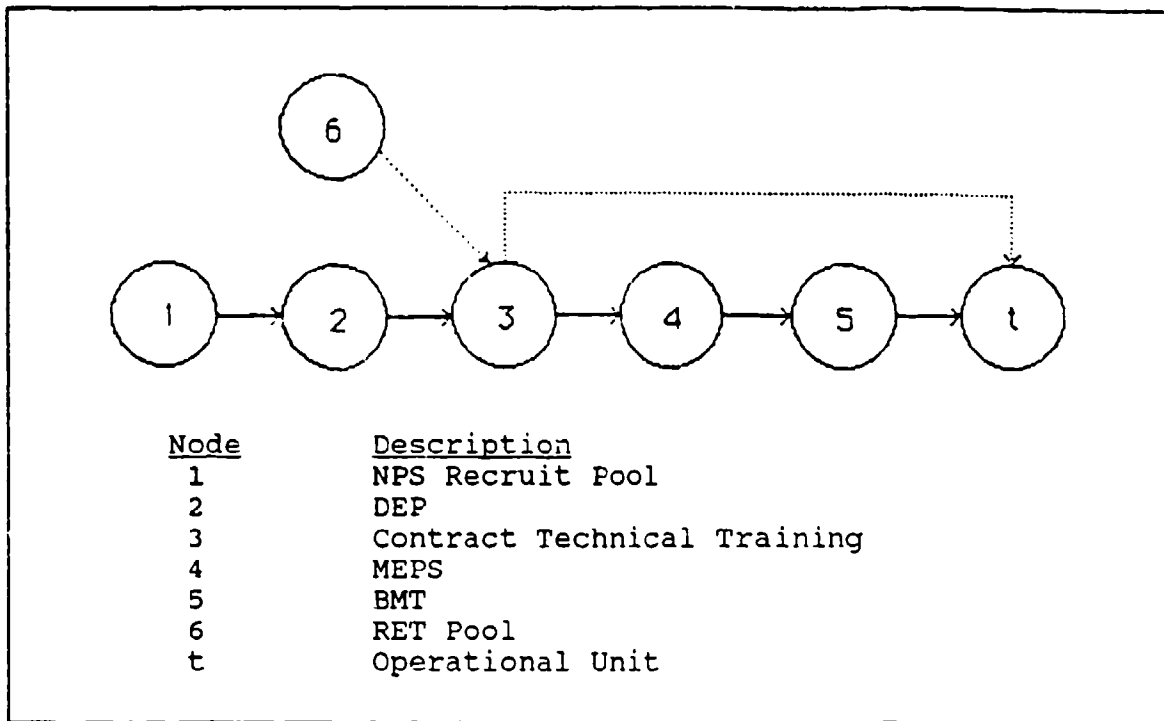 6
1 2 3 4 5 t
Node Description
1 NPS Recruit Pool
2 DEP
3 Contract Technical Training
4 MEPS
5 BMT
6 RET Pool
t Operational Unit